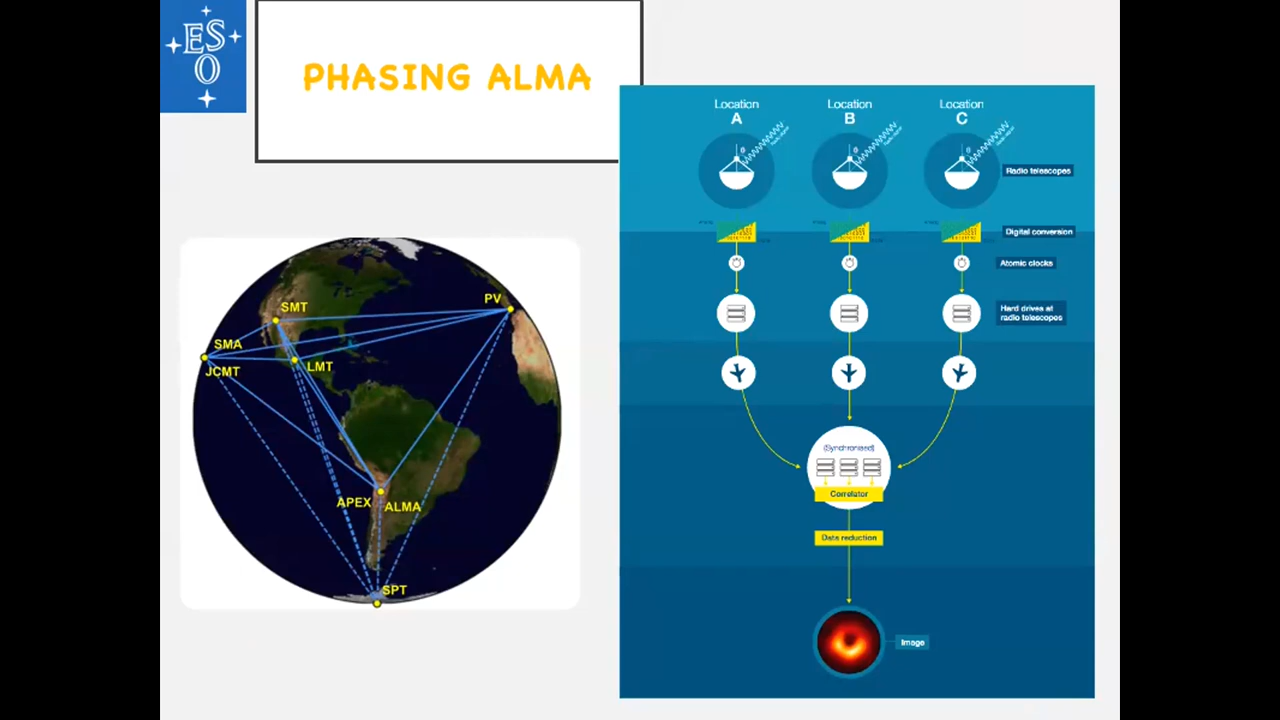 ES
O
PHASING ALMA
SMT
PV
SMA
JCMT
LMT
APEX
ALMA
SPT
Location
A
Location
B
Location
C
Radio telescopes
Digital conversion
Atomic clocks
Hard drives at
radio telescopes
(Synchronised)
Correlator
Data reduction
Image